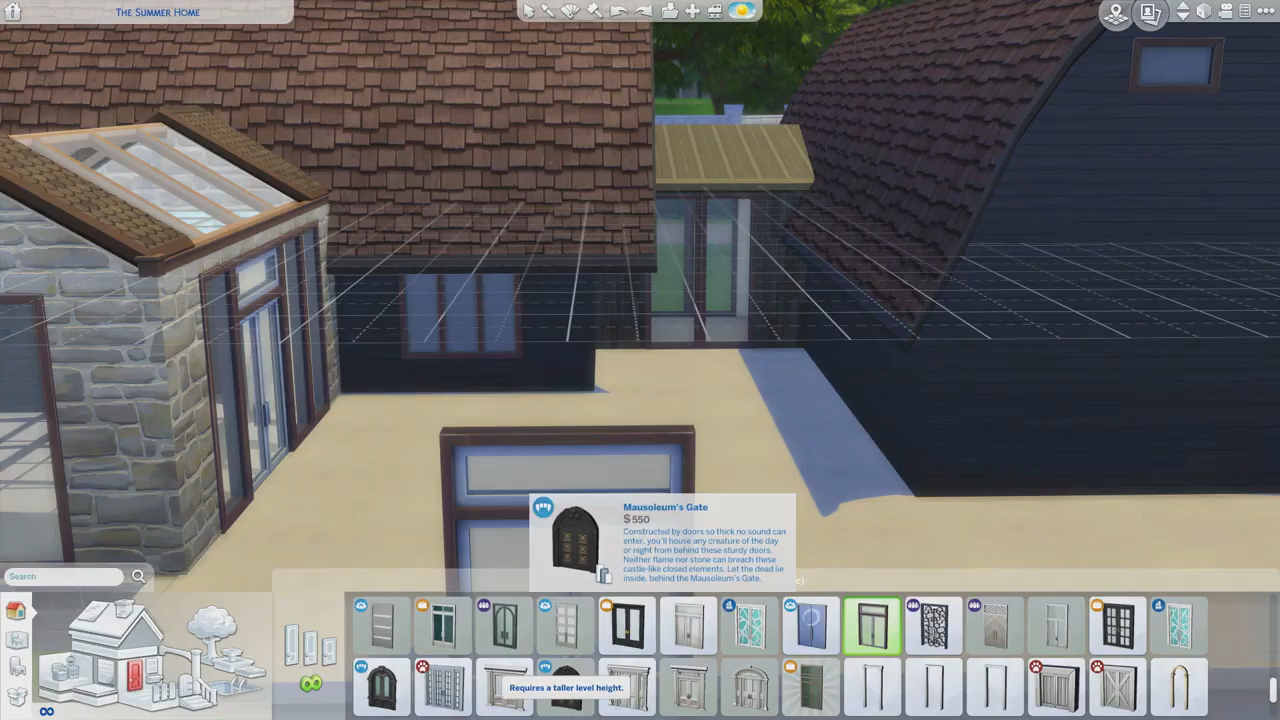 The Summer Home
Mausoleum's Gate
§550
Constructed by doors so thick no sound can
enter, you'll house any creature of the day
or night from behind these sturdy doors.
Neither flame nor stone can breach these
castle-like closed elements. Let the dead lie
inside, behind the Mausoleum's Gate.
Search
Requires a taller level height.